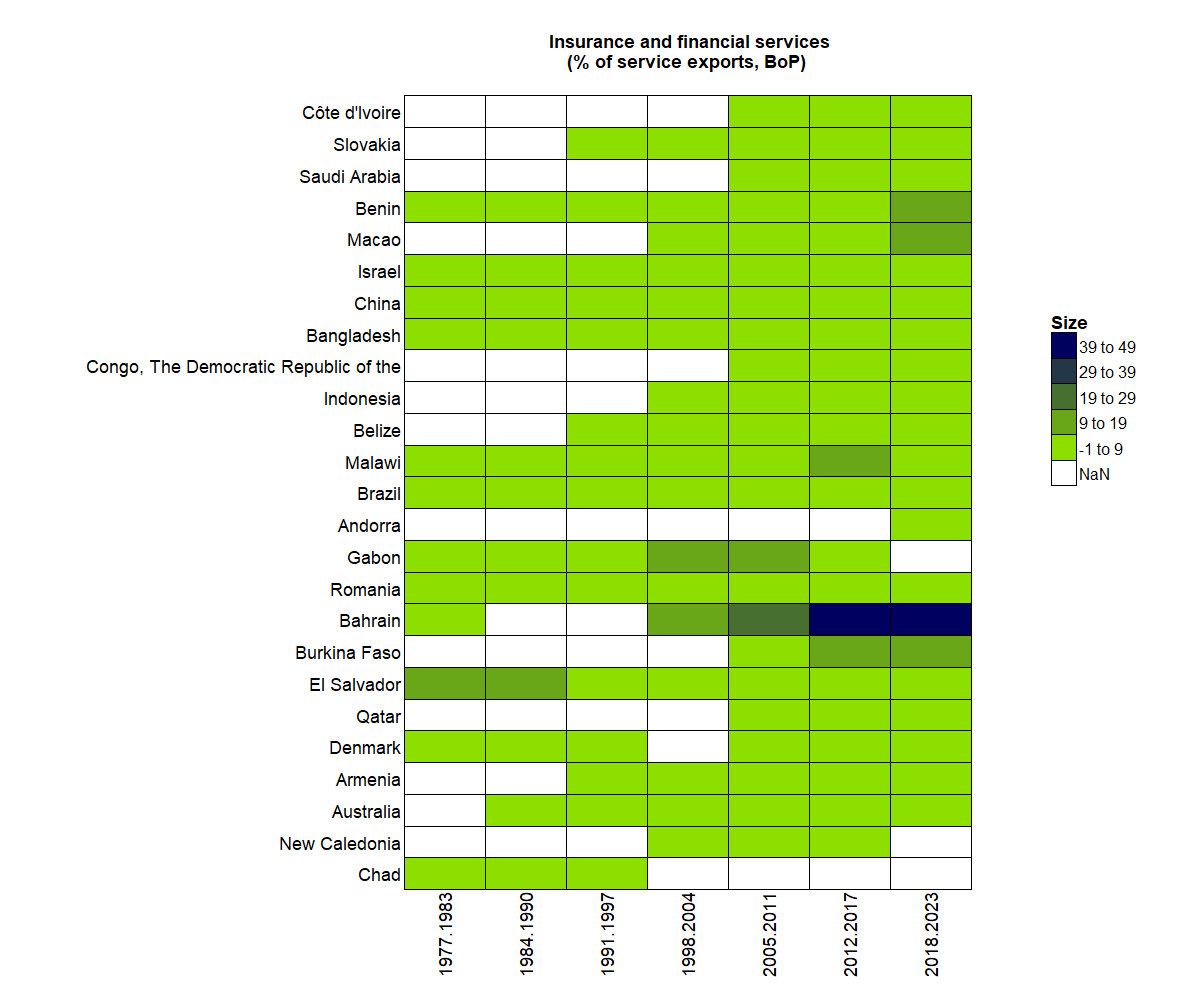 Insurance and financial services
(% of service exports, BoP)
Côte d'Ivoire
Slovakia
Saudi Arabia
Benin
Macao
Israel
China
Bangladesh
Congo, The Democratic Republic of the
Indonesia
Belize
Malawi
Brazil
Andorra
Gabon
Romania
Bahrain
Burkina Faso
El Salvador
Qatar
Denmark
Armenia
Australia
New Caledonia
Chad
1977.1983
1984.1990
1991.1997
1998.2004
2005.2011
2012.2017
2018.2023
Size
39 to 49
29 to 39
19 to 29
9 to 19
-1 to 9
NaN